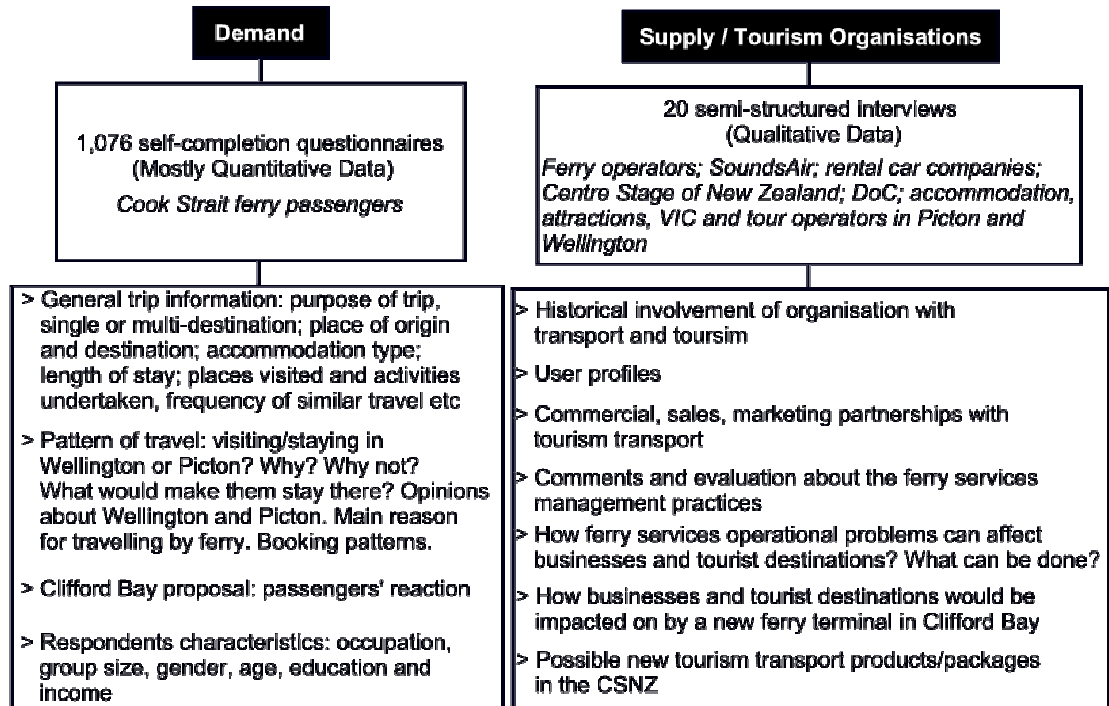 Demand
1,076 self-completion questionnaires
(Mostly Quantitative Data)
Cook Strait ferry passengers
> General trip information: purpose of trip,
single or multi-destination; place of origin
and destination; accommodation type;
length of stay; places visited and activities
undertaken, frequency of similar travel etc
> Pattern of travel: visiting/staying in
Wellington or Picton? Why? Why not?
What would make them stay there? Opinions
about Wellington and Picton. Main reason
for travelling by ferry. Booking patterns.
> Clifford Bay proposal: passengers' reaction
> Respondents characteristics: occupation,
group size, gender, age, education and
income
Supply / Tourism Organisations
20 semi-structured interviews
(Qualitative Data)
Ferry operators; SoundsAir; rental car companies;
Centre Stage of New Zealand; DoC; accommodation,
attractions, VIC and tour operators in Picton and
Wellington
> Historical involvement of organisation with
transport and toursim
> User profiles
> Commercial, sales, marketing partnerships with
tourism transport
> Comments and evaluation about the ferry services
management practices
> How ferry services operational problems can affect
businesses and tourist destinations? What can be done?
> How businesses and tourist destinations would be
impacted on by a new ferry terminal in Clifford Bay
> Possible new tourism transport products/packages
in the CSNZ